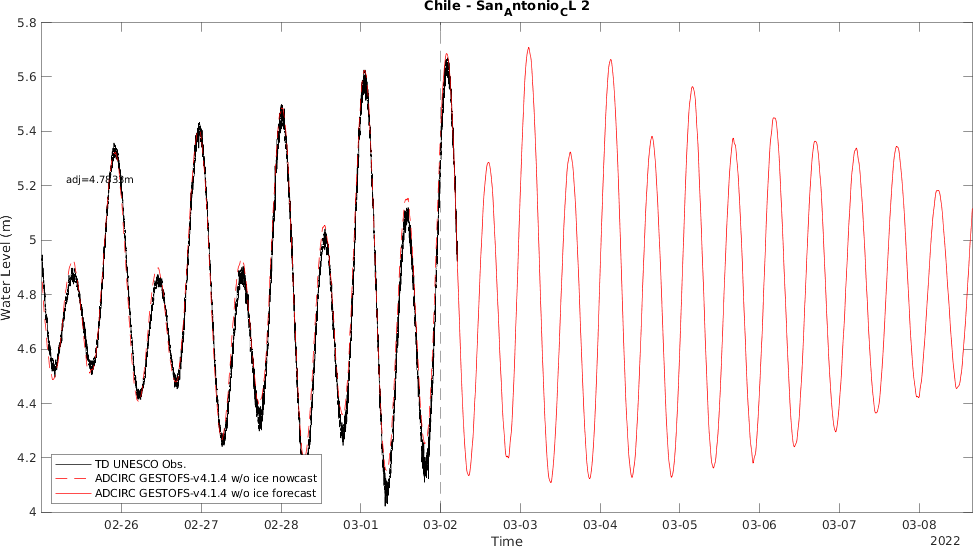 Chile - SanAntonioCL 2
5.8
5.6
5.4
5.2
5
4.8
4.6
4.4
4.2
4
Water Level (m)
adj=4.7833m
TD UNESCO Obs.
ADCIRC GESTOFS-v4.1.4 w/o ice nowcast
ADCIRC GESTOFS-v4.1.4 w/o ice forecast
02-26 02-27 02-28 03-01 03-02 03-03 03-04 03-05 03-06 03-07 03-08
Time
2022